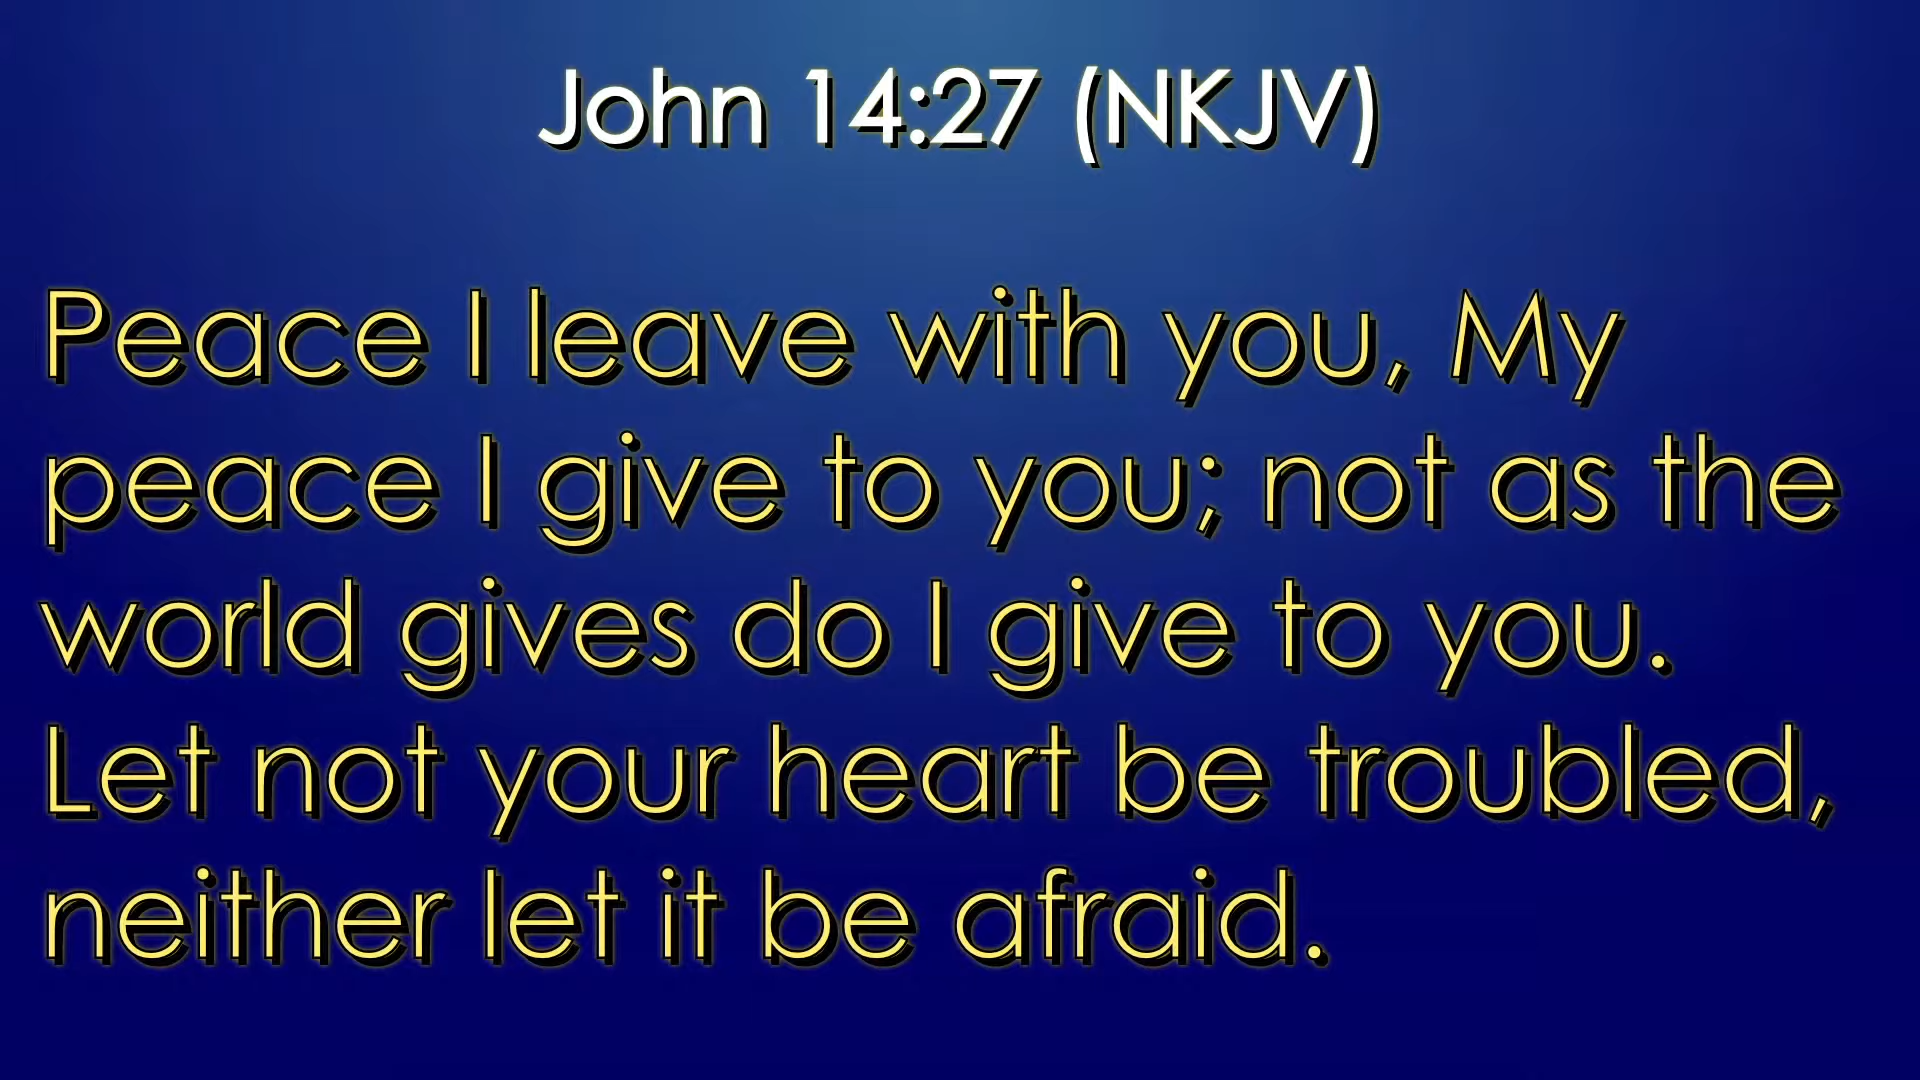 John 14:27 (NKJV)
Peace I leave with you, My
peace I give to you; not as the
world gives do I give to you.
Let not your heart be troubled,
neither let it be afraid.